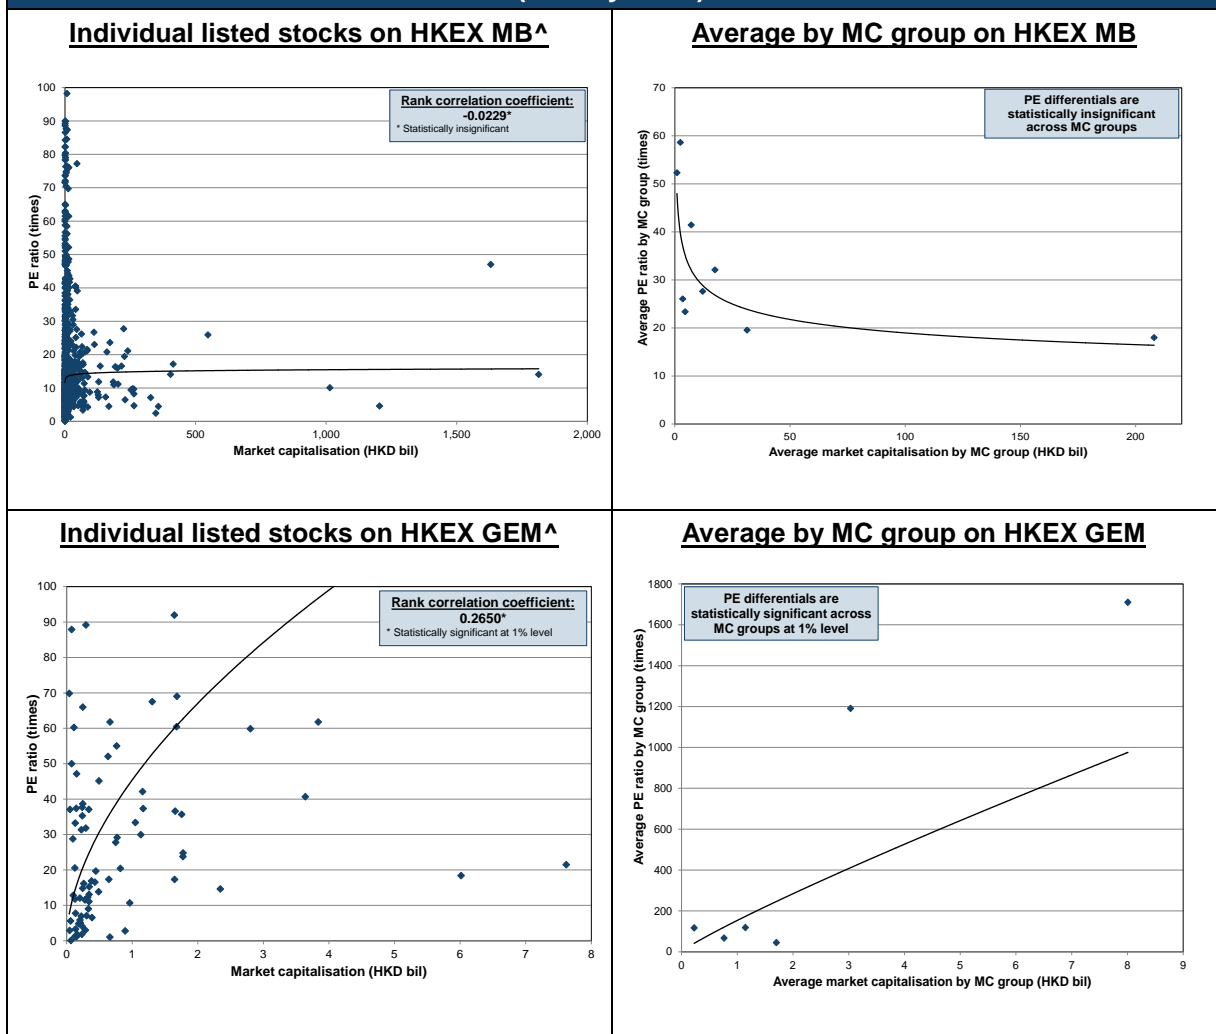 Individual listed stocks on HKEX MB^
Rank correlation coefficient:
-0.0229*
* Statistically insignificant
PE ratio (times)
100
90
80
70
60
50
40
30
20
10
0
0 500 1,000 1,500 2,000
Market capitalisation (HKD bil)
Average by MC group on HKEX MB
PE differentials are
statistically insignificant
across MC groups
Average PE ratio by MC group (times)
70
60
50
40
30
20
10
0
0 50 100 150 200
Average market capitalisation by MC group (HKD bil)
Individual listed stocks on HKEX GEM^
Rank correlation coefficient:
0.2650*
* Statistically significant at 1% level
PE ratio (times)
100
90
80
70
60
50
40
30
20
10
0
0 1 2 3 4 5 6 7 8
Market capitalisation (HKD bil)
Average by MC group on HKEX GEM
PE differentials are
statistically significant across
MC groups at 1% level
Average PE ratio by MC group (times)
1800
1600
1400
1200
1000
800
600
400
200
0
0 1 2 3 4 5 6 7 8 9
Average market capitalisation by MC group (HKD bil)